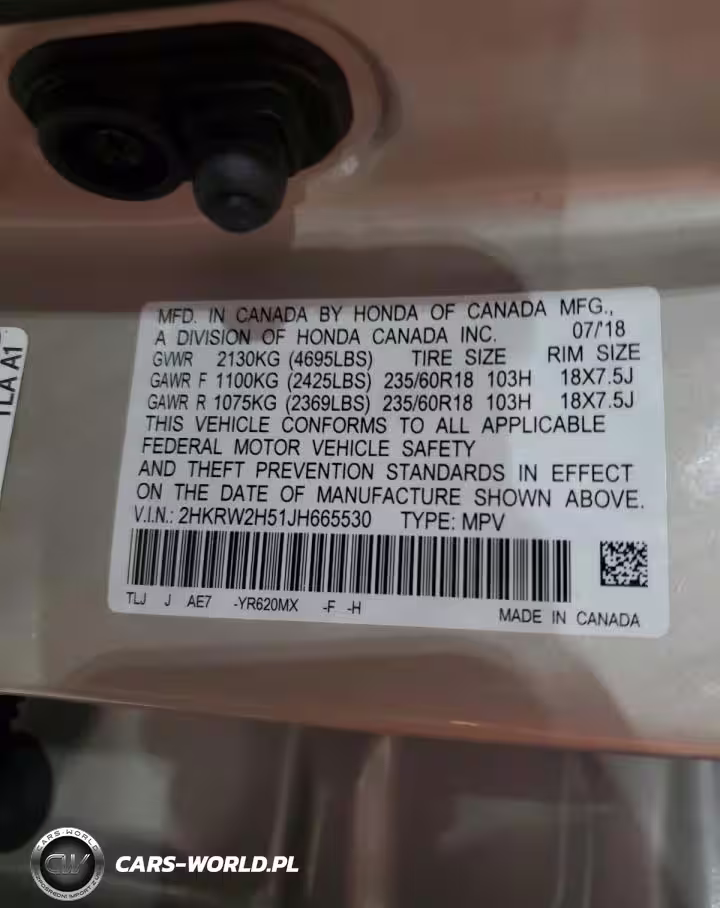 MFD. IN CANADA BY HONDA OF CANADA MFG.,
A DIVISION OF HONDA CANADA INC. 07/'18
GVWR 2130KG (4695LBS) TIRE SIZE RIM SIZE
GAWR F 1100KG (2425LBS) 235/60R18 103H 18X7.5J
GAWR R 1075KG (2369LBS) 235/60R18 103H 18X7.5J
THIS VEHICLE CONFORMS TO ALL APPLICABLE
FEDERAL MOTOR VEHICLE SAFETY
AND THEFT PREVENTION STANDARDS IN EFFECT
ON THE DATE OF MANUFACTURE SHOWN ABOVE.
V.I.N.: 2HKRW2H51JH665530 TYPE: MPV
TLJ J AE7 -YR620MX -F -H
MADE IN CANADA
TLA A1
CARS-WORLD
CW
CARS-WORLD.PL